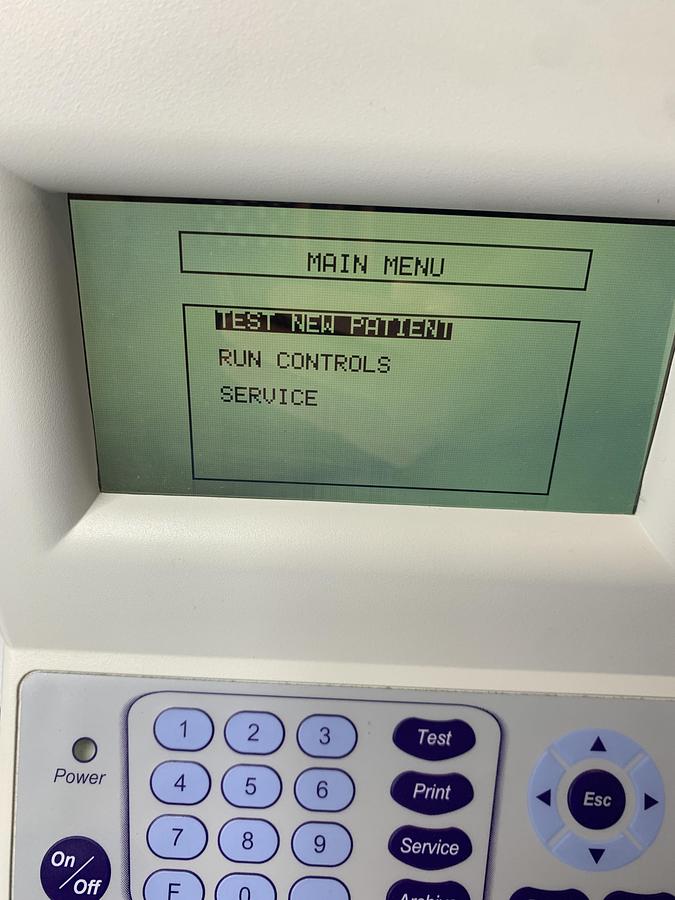 MAIN MENU
TEST NEW PATIENT
RUN CONTROLS
SERVICE
Power
On/Off
1 2 3
4 5 6
7 8 9
F 0
Test
Print
Service
Esc